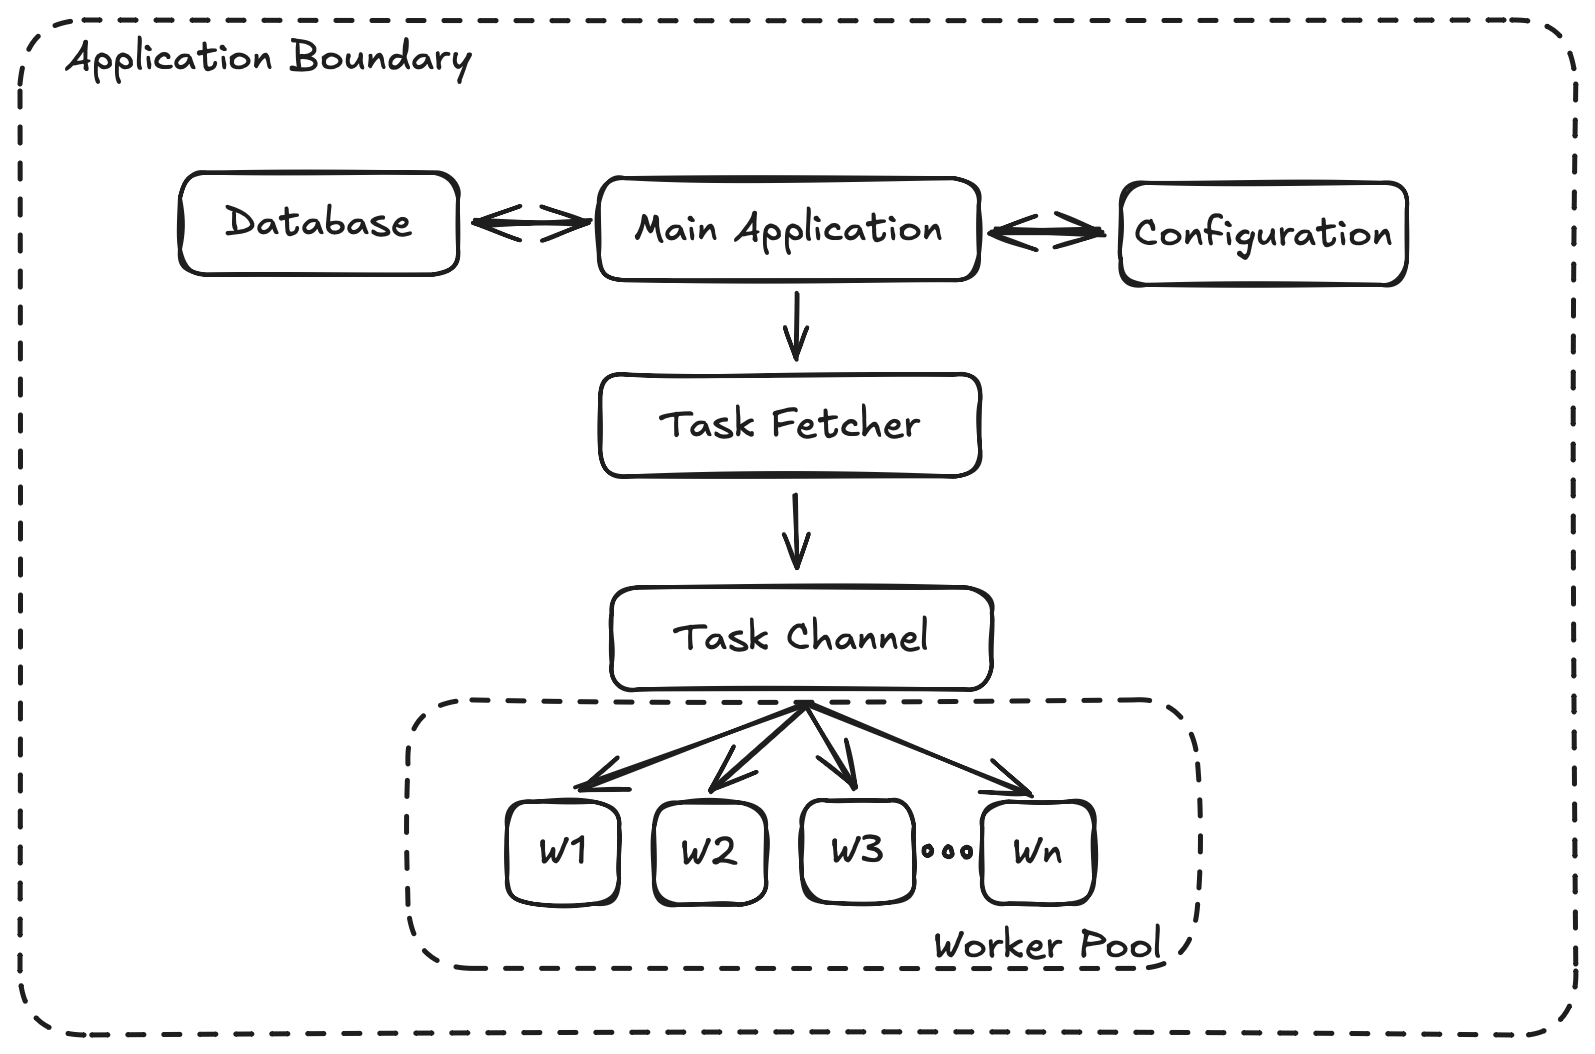 Application Boundary
Database
Main Application
Configuration
Task Fetcher
Task Channel
W1
W2
W3
Wn
Worker Pool